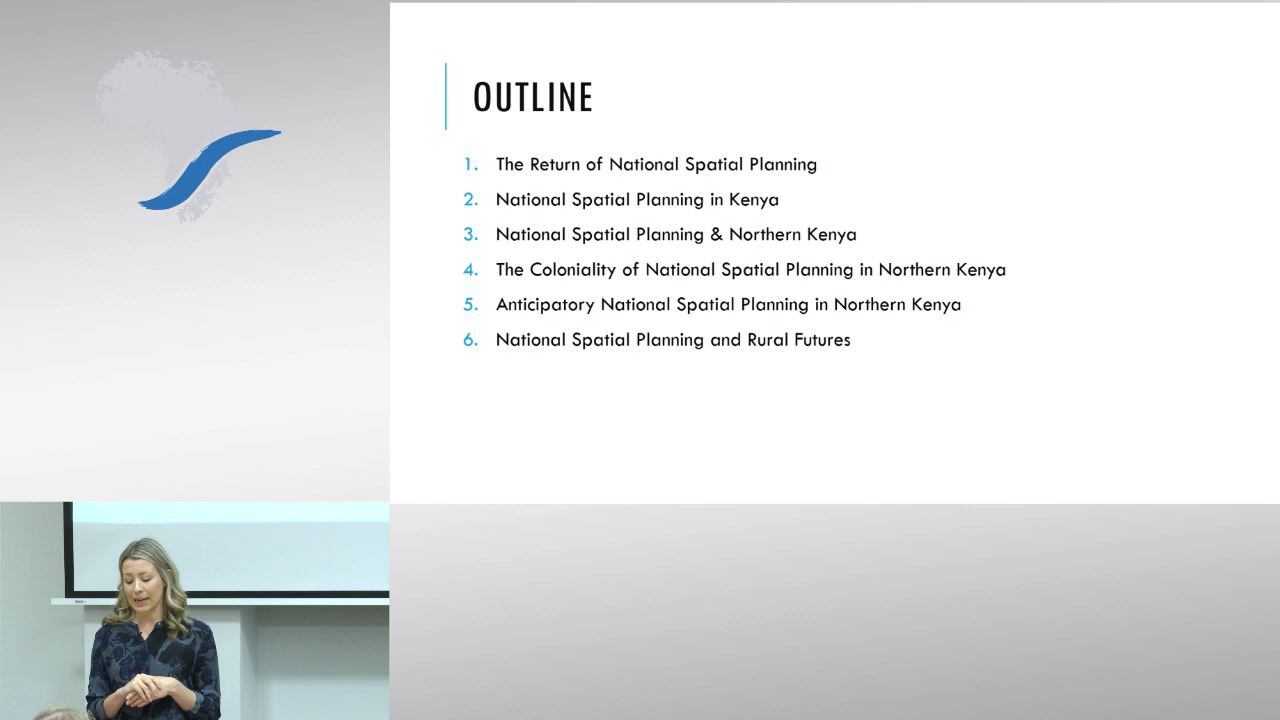 OUTLINE
1. The Return of National Spatial Planning
2. National Spatial Planning in Kenya
3. National Spatial Planning & Northern Kenya
4. The Coloniality of National Spatial Planning in Northern Kenya
5. Anticipatory National Spatial Planning in Northern Kenya
6. National Spatial Planning and Rural Futures